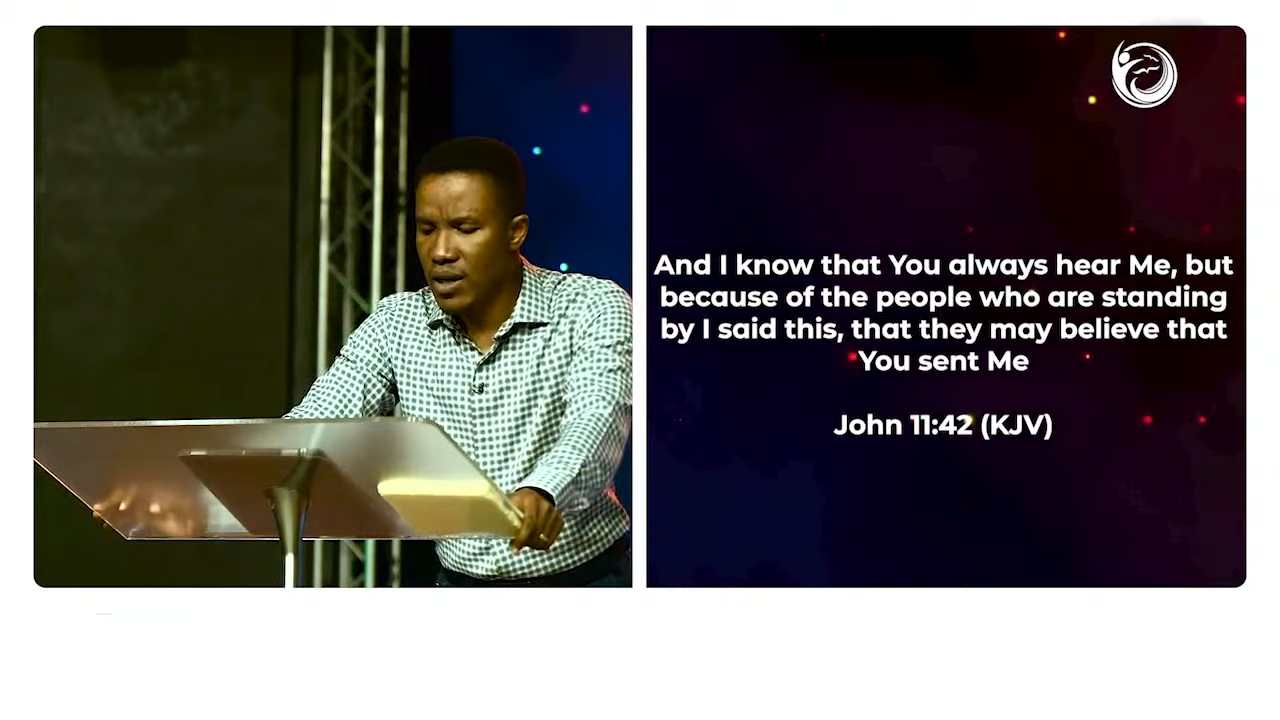 And I know that You always hear Me, but
because of the people who are standing
by I said this, that they may believe that
You sent Me
John 11:42 (KJV)